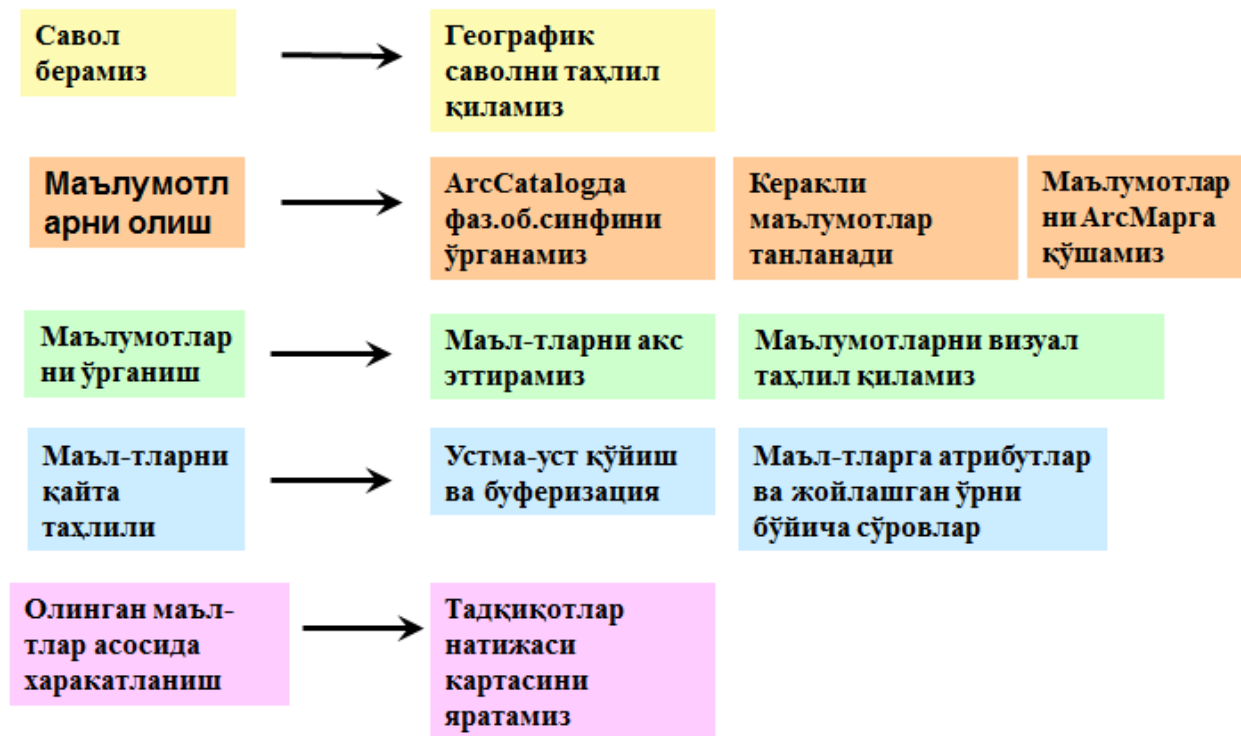 Савол
берамиз
Географик
саволни таҳлил
қиламиз
Маълумотл
арни олиш
ArcCatalogда
фаз.об.синфини
ўрганамиз
Керакли
маълумотлар
танланади
Маълумотлар
ни ArcMapга
қўшамиз
Маълумотлар
ни ўрганиш
Маъл-тларни акс
эттирамиз
Маълумотларни визуал
таҳлил қиламиз
Маъл-тларни
қайта
таҳлили
Устма-уст қўйиш
ва буферизация
Маъл-тларга атрибутлар
ва жойлашган ўрни
бўйича сўровлар
Олинган маъл-
тлар асосида
харакатланиш
Тадқиқотлар
натижаси
картасини
яратамиз